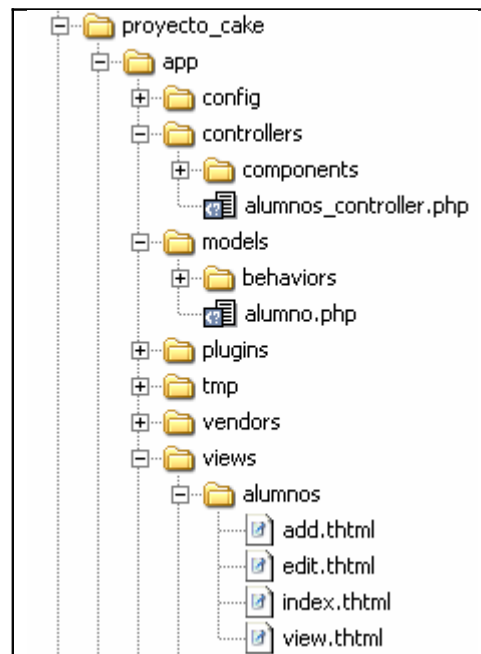 proyecto_cake
app
config
controllers
components
alumnos_controller.php
models
behaviors
alumno.php
plugins
tmp
vendors
views
alumnos
add.thtml
edit.thtml
index.thtml
view.thtml